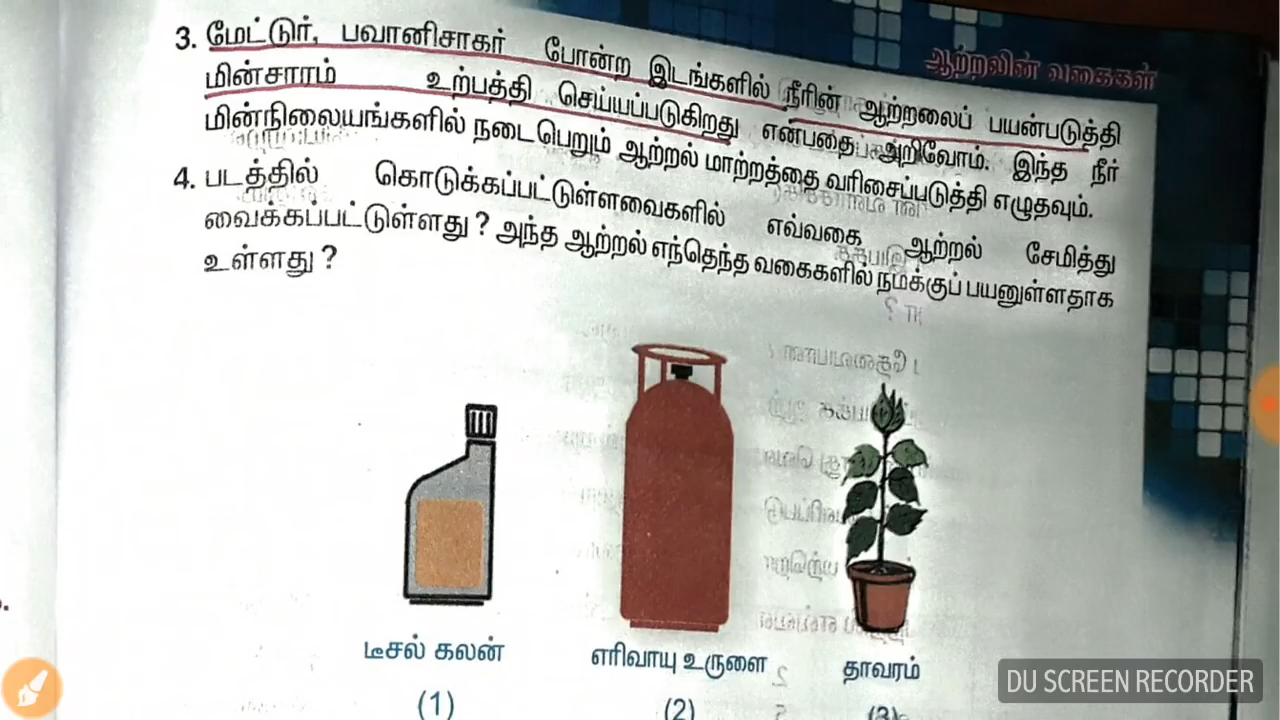 ஆற்றலின் வகைகள்
3. மேட்டுர், பவானிசாகர் போன்ற இடங்களில் நீரின் ஆற்றலைப் பயன்படுத்தி
மின்சாரம் உற்பத்தி செய்யப்படுகிறது என்பதை அறிவோம். இந்த நீர்
மின்நிலையங்களில் நடைபெறும் ஆற்றல் மாற்றத்தை வரிசைப்படுத்தி எழுதவும்.
4. படத்தில் கொடுக்கப்பட்டுள்ளவைகளில் எவ்வகை ஆற்றல் சேமித்து
வைக்கப்பட்டுள்ளது ? அந்த ஆற்றல் எந்தெந்த வகைகளில் நமக்குப் பயனுள்ளதாக
உள்ளது ?
டீசல் கலன் எரிவாயு உருளை தாவரம்
(1) (2) (3)
DU SCREEN RECORDER